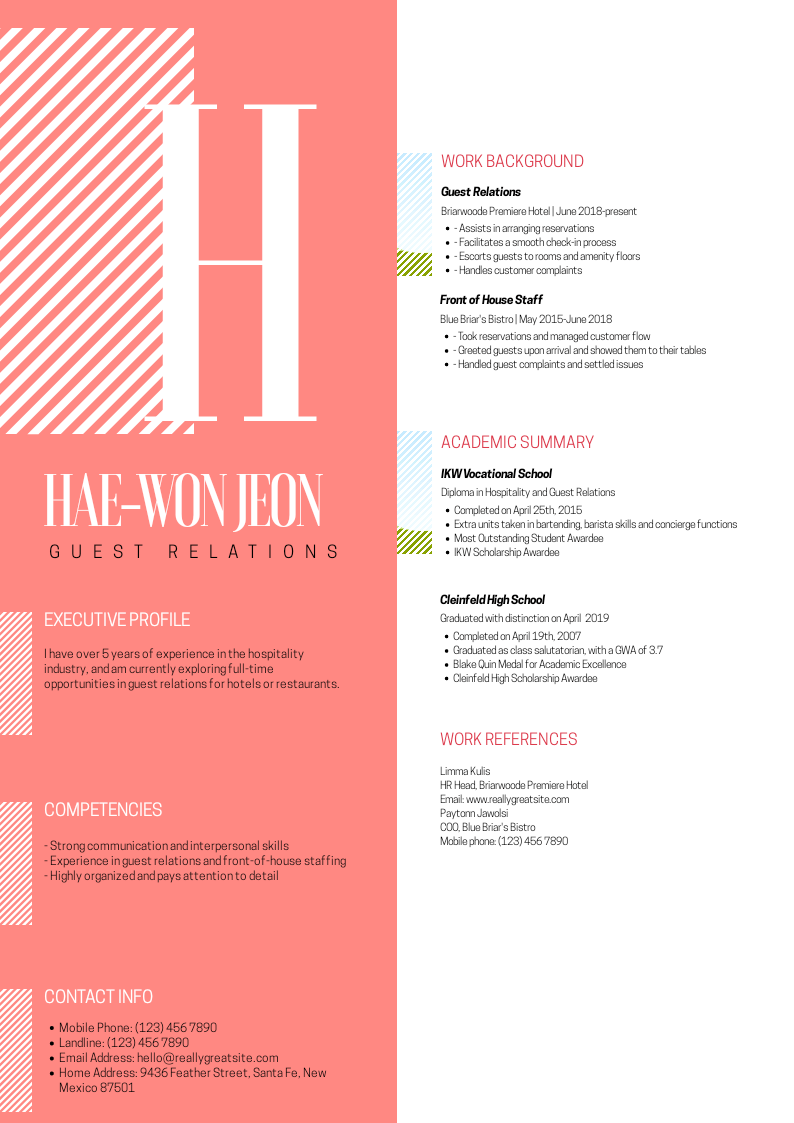 H
HAE-WON JEON
GUEST RELATIONS
EXECUTIVE PROFILE
I have over 5 years of experience in the hospitality
industry, and am currently exploring full-time
opportunities in guest relations for hotels or restaurants.
COMPETENCIES
- Strong communication and interpersonal skills
- Experience in guest relations and front-of-house staffing
- Highly organized and pays attention to detail
CONTACT INFO
• Mobile Phone: (123) 456 7890
• Landline: (123) 456 7890
• Email Address: hello@reallygreatsite.com
• Home Address: 9436 Feather Street, Santa Fe, New
Mexico 87501
WORK BACKGROUND
Guest Relations
Briarwoode Premiere Hotel | June 2018-present
• - Assists in arranging reservations
• - Facilitates a smooth check-in process
• - Escorts guests to rooms and amenity floors
• - Handles customer complaints
Front of House Staff
Blue Briar's Bistro | May 2015-June 2018
• - Took reservations and managed customer flow
• - Greeted guests upon arrival and showed them to their tables
• - Handled guest complaints and settled issues
ACADEMIC SUMMARY
IKW Vocational School
Diploma in Hospitality and Guest Relations
• Completed on April 25th, 2015
• Extra units taken in bartending, barista skills and concierge functions
• Most Outstanding Student Awardee
• IKW Scholarship Awardee
Cleinfeld High School
Graduated with distinction on April 2019
• Completed on April 19th, 2007
• Graduated as class salutatorian, with a GWA of 3.7
• Blake Quin Medal for Academic Excellence
• Cleinfeld High Scholarship Awardee
WORK REFERENCES
Limma Kulis
HR Head, Briarwoode Premiere Hotel
Email: www.reallygreatsite.com
Paytonn Jawolsi
COO, Blue Briar's Bistro
Mobile phone: (123) 456 7890